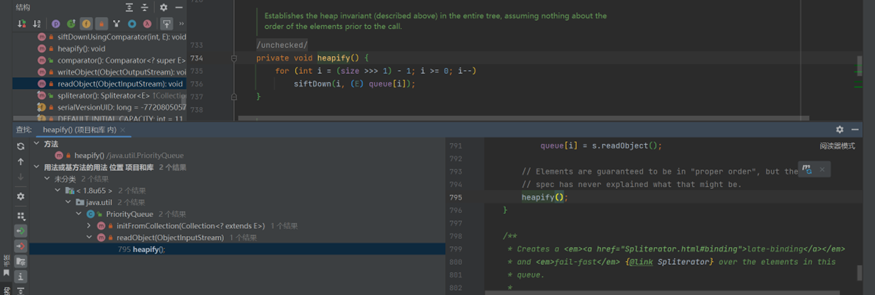 结构
siftDownUsingComparator(int, E): void
heapify(): void
comparator(): Comparator<? super E>
writeObject(ObjectOutputStream): void
readObject(ObjectInputStream): void
spliterator(): Spliterator<E>
serialVersionUID: long = -7720805057
DEFAULT_INITIAL_CAPACITY: int = 11
Establishes the heap invariant (described above) in the entire tree, assuming nothing about the
order of the elements prior to the call.
733 /unchecked/
734 private void heapify() {
735 for (int i = (size >>> 1) - 1; i >= 0; i--)
736 siftDown(i, (E) queue[i]);
737 }
738
查找: heapify() (项目和库 内) ×
方法
heapify() /java.util.PriorityQueue
用法或基方法的用法 位置 项目和库 2 个结果
未分类 2 个结果
< 1.8u65 > 2 个结果
java.util 2 个结果
PriorityQueue 2 个结果
initFromCollection(Collection<? extends E>) 1 个结果
readObject(ObjectInputStream) 1 个结果
795 heapify();
791 queue[i] = s.readObject();
阅读器模式
792
793 // Elements are guaranteed to be in "proper order", but the
794 // spec has never explained what that might be.
795 heapify();
796 }
797
798 /**
799 * Creates a <em><a href="Spliterator.html#binding">late-binding</a></em>
800 * and <em>fail-fast</em> {@link Spliterator} over the elements in this
801 * queue.
802 *